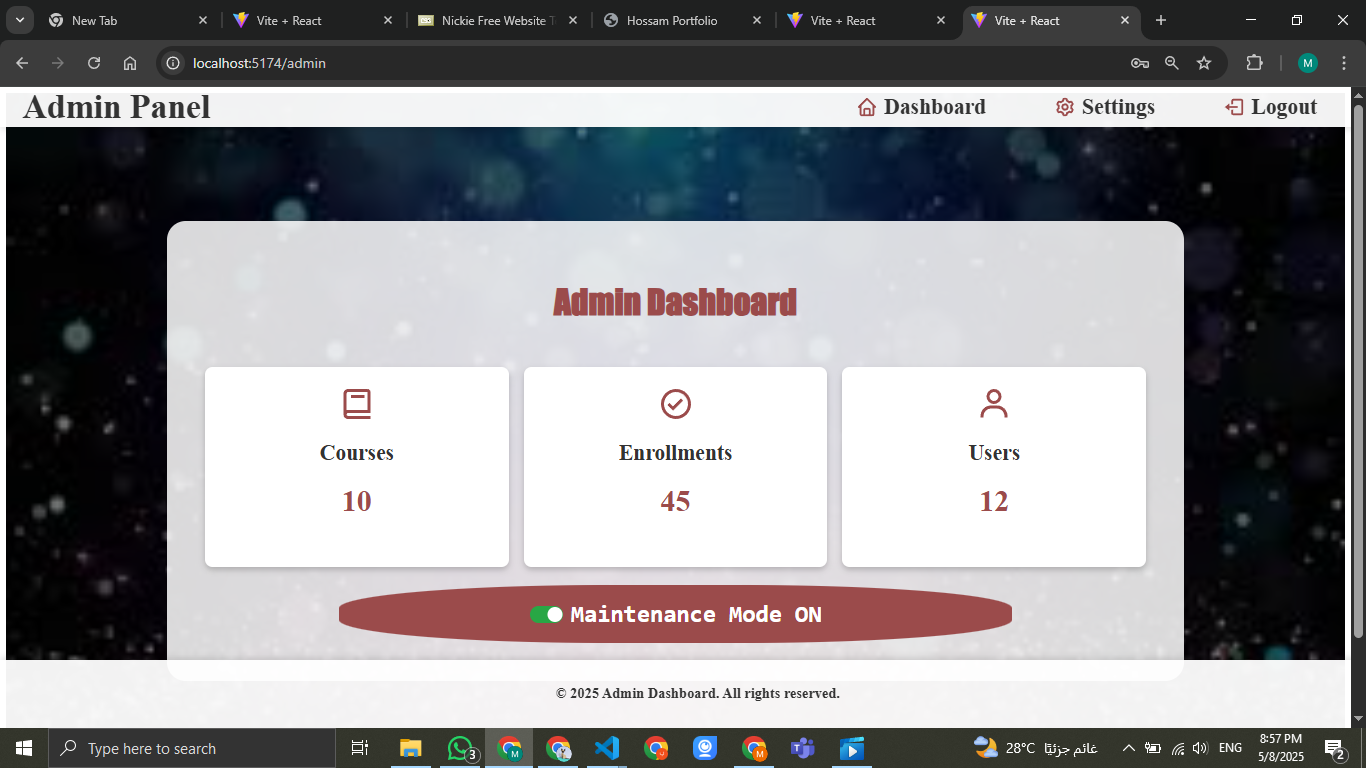 New Tab
Vite + React
Nickie Free Website T
Hossam Portfolio
Vite + React
Vite + React
localhost:5174/admin
M
Admin Panel
Dashboard
Settings
Logout
Admin Dashboard
Courses
10
Enrollments
45
Users
12
Maintenance Mode ON
© 2025 Admin Dashboard. All rights reserved.
Type here to search
3
28°C
غائم جزئيًا
ENG
8:57 PM
5/8/2025
2